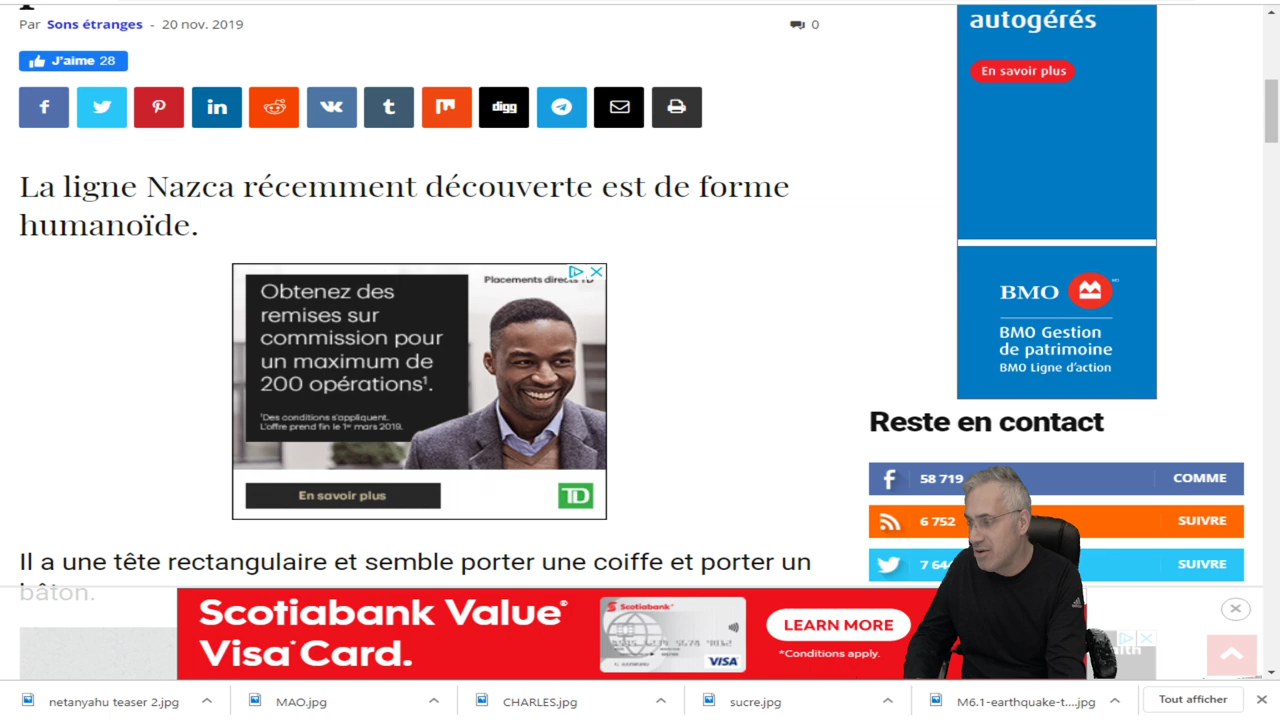 Par Sons étranges - 20 nov. 2019
0
J'aime 28
digg
La ligne Nazca récemment découverte est de forme
humanoïde.
Placements directs TD
Obtenez des
remises sur
commission pour
un maximum de
200 opérations¹.
¹Des conditions s'appliquent.
L'offre prend fin le 1er mars 2019.
En savoir plus
TD
Il a une tête rectangulaire et semble porter une coiffe et porter un
bâton.
autogérés
En savoir plus
BMO
BMO Gestion
de patrimoine
BMO Ligne d'action
Reste en contact
58 719 COMME
6 752 SUIVRE
7 644 SUIVRE
Scotiabank Value®
Visa* Card.
Scotiabank
VISA
LEARN MORE
*Conditions apply.
netanyahu teaser 2.jpg
MAO.jpg
CHARLES.jpg
sucre.jpg
M6.1-earthquake-t....jpg
Tout afficher